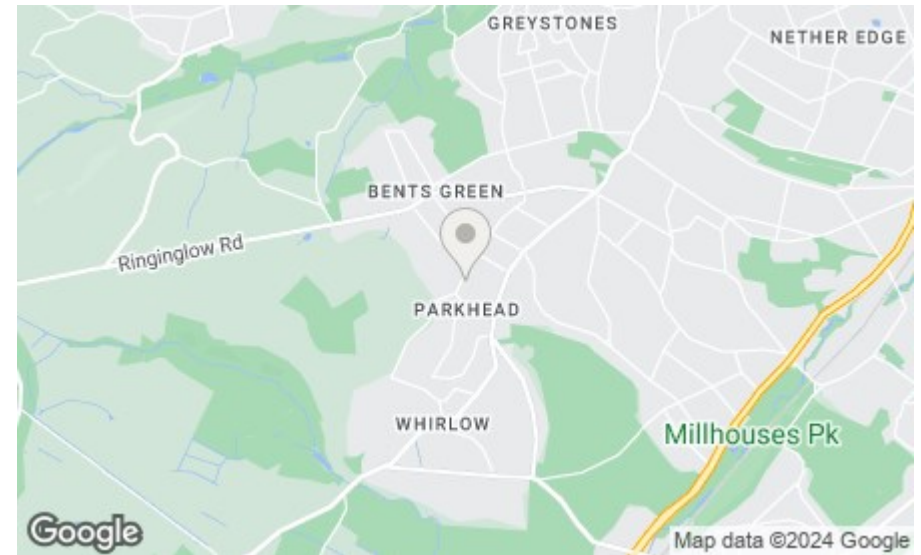 GREYSTONES
NETHER EDGE
BENTS GREEN
Ringinglow Rd
PARKHEAD
WHIRLOW
Millhouses Pk
Google
Map data ©2024 Google